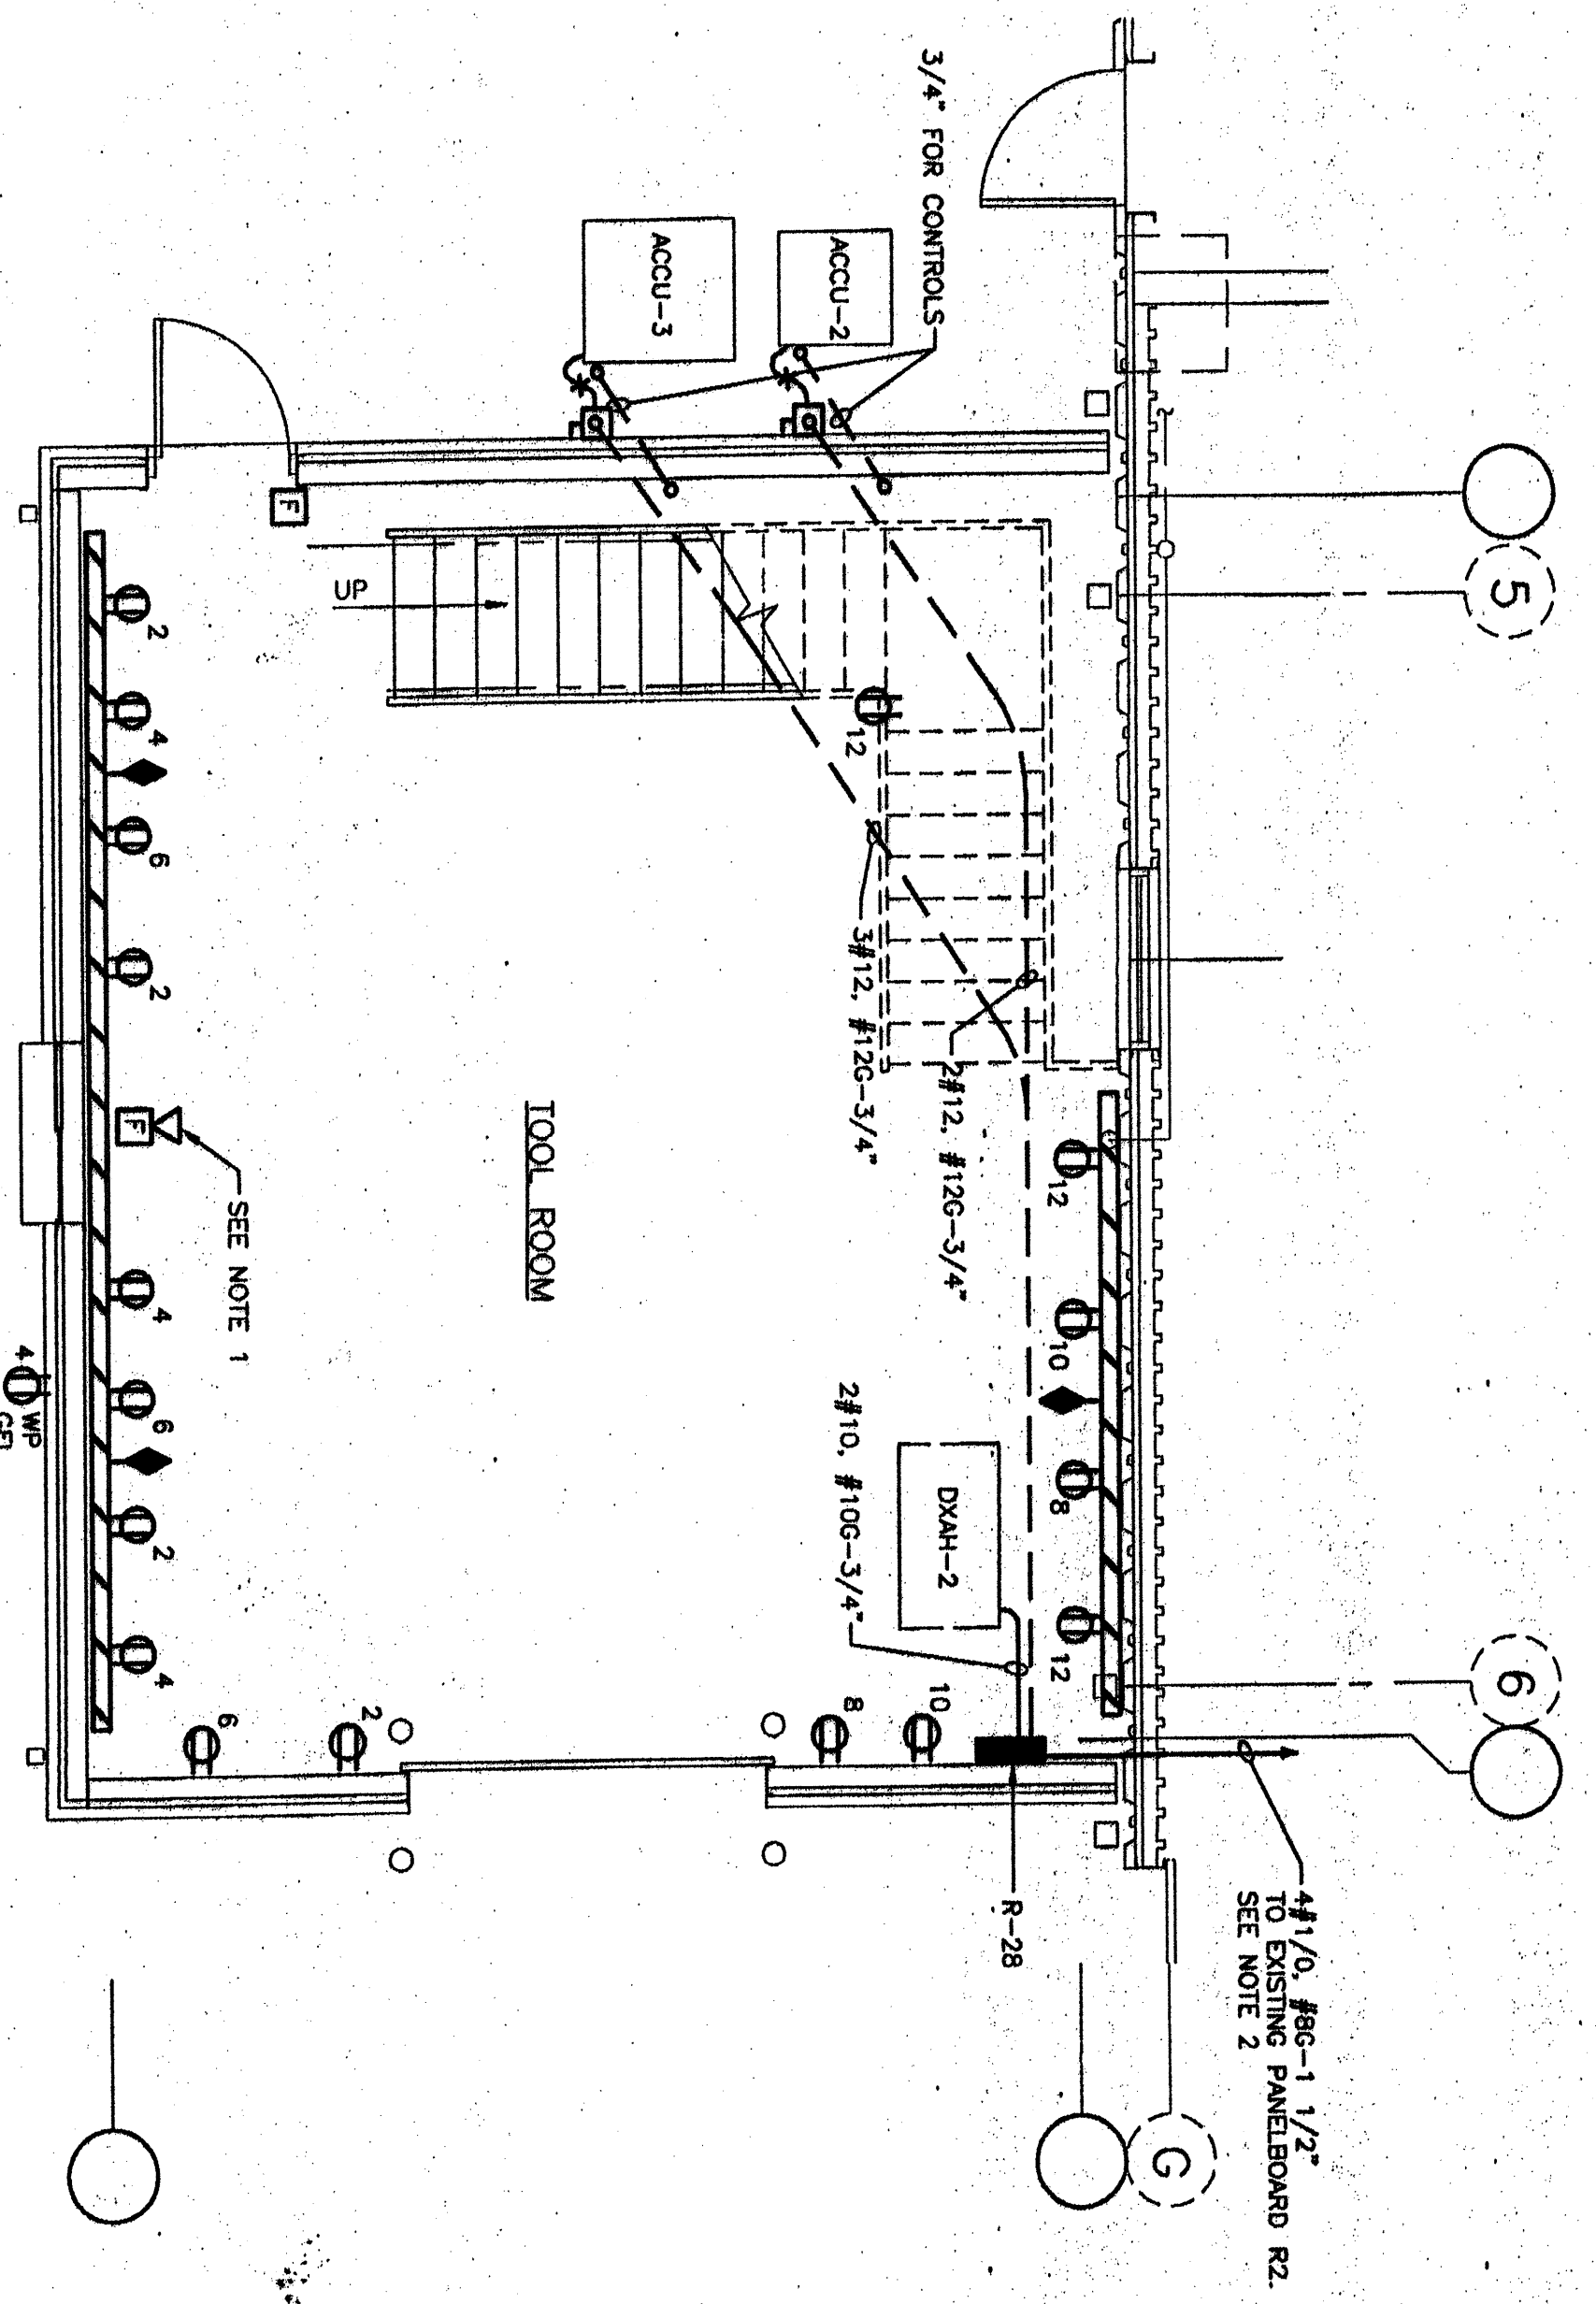 5
6
4#1/0, #8G-1 1/2"
TO EXISTING PANELBOARD R2.
SEE NOTE 2
G
3/4" FOR CONTROLS
ACCU-2
ACCU-3
F
UP
12
3#12, #12G-3/4"
2#12, #12G-3/4"
12
10
8
12
DXAH-2
2#10, #10G-3/4"
10
8
R-28
TOOL ROOM
2
4
6
2
F
SEE NOTE 1
4
6
2
4
6
2
4
WP
GFI